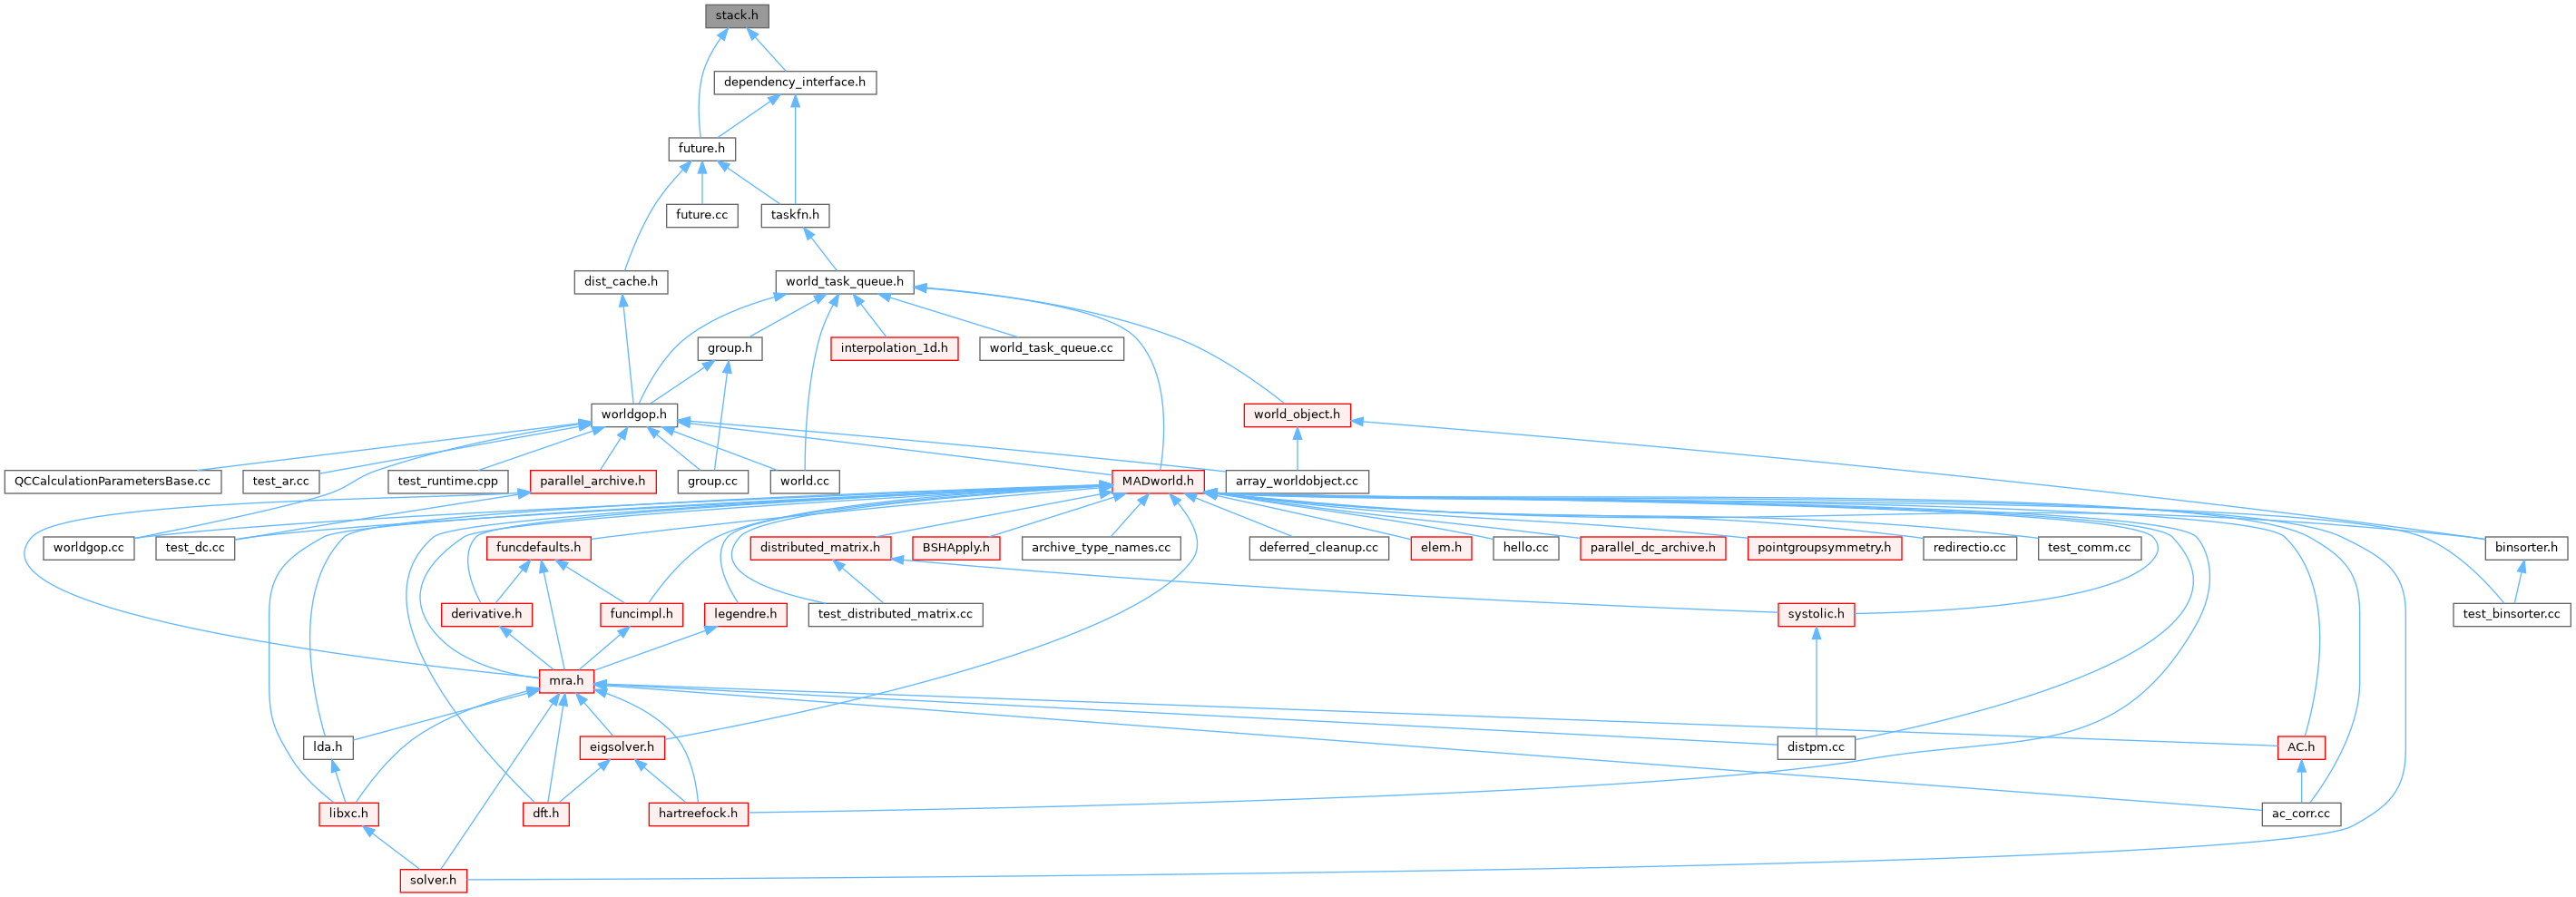 stack.h
dependency_interface.h
future.h
future.cc
taskfn.h
dist_cache.h
world_task_queue.h
group.h
interpolation_1d.h
world_task_queue.cc
worldgop.h
world_object.h
QCCalculationParametersBase.cc
test_ar.cc
test_runtime.cpp
parallel_archive.h
group.cc
world.cc
MADworld.h
array_worldobject.cc
worldgop.cc
test_dc.cc
funcdefaults.h
distributed_matrix.h
BSHApply.h
archive_type_names.cc
deferred_cleanup.cc
elem.h
hello.cc
parallel_dc_archive.h
pointgroupsymmetry.h
redirectio.cc
test_comm.cc
binsorter.h
derivative.h
funcimpl.h
legendre.h
test_distributed_matrix.cc
systolic.h
test_binsorter.cc
mra.h
lda.h
eigsolver.h
distpm.cc
AC.h
libxc.h
dft.h
hartreefock.h
ac_corr.cc
solver.h